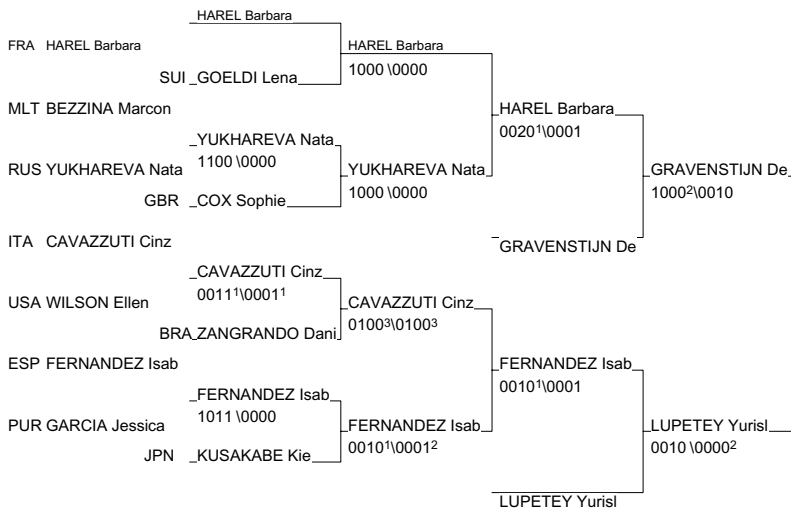 HAREL Barbara
FRA HAREL Barbara
HAREL Barbara
1000 \0000
SUI GOELDI Lena
MLT BEZZINA Marcon
HAREL Barbara
0020¹\0001
YUKHAREVA Nata
1100 \0000
RUS YUKHAREVA Nata
YUKHAREVA Nata
1000 \0000
GRAVENSTIJN De
1000²\0010
GBR COX Sophie
ITA CAVAZZUTI Cinz
GRAVENSTIJN De
CAVAZZUTI Cinz
0011¹\0001¹
USA WILSON Ellen
CAVAZZUTI Cinz
0100³\0100³
BRA ZANGRANDO Dani
ESP FERNANDEZ Isab
FERNANDEZ Isab
0010¹\0001
FERNANDEZ Isab
1011 \0000
PUR GARCIA Jessica
FERNANDEZ Isab
0010¹\0001²
LUPETEY Yurisl
0010 \0000²
JPN KUSAKABE Kie
LUPETEY Yurisl